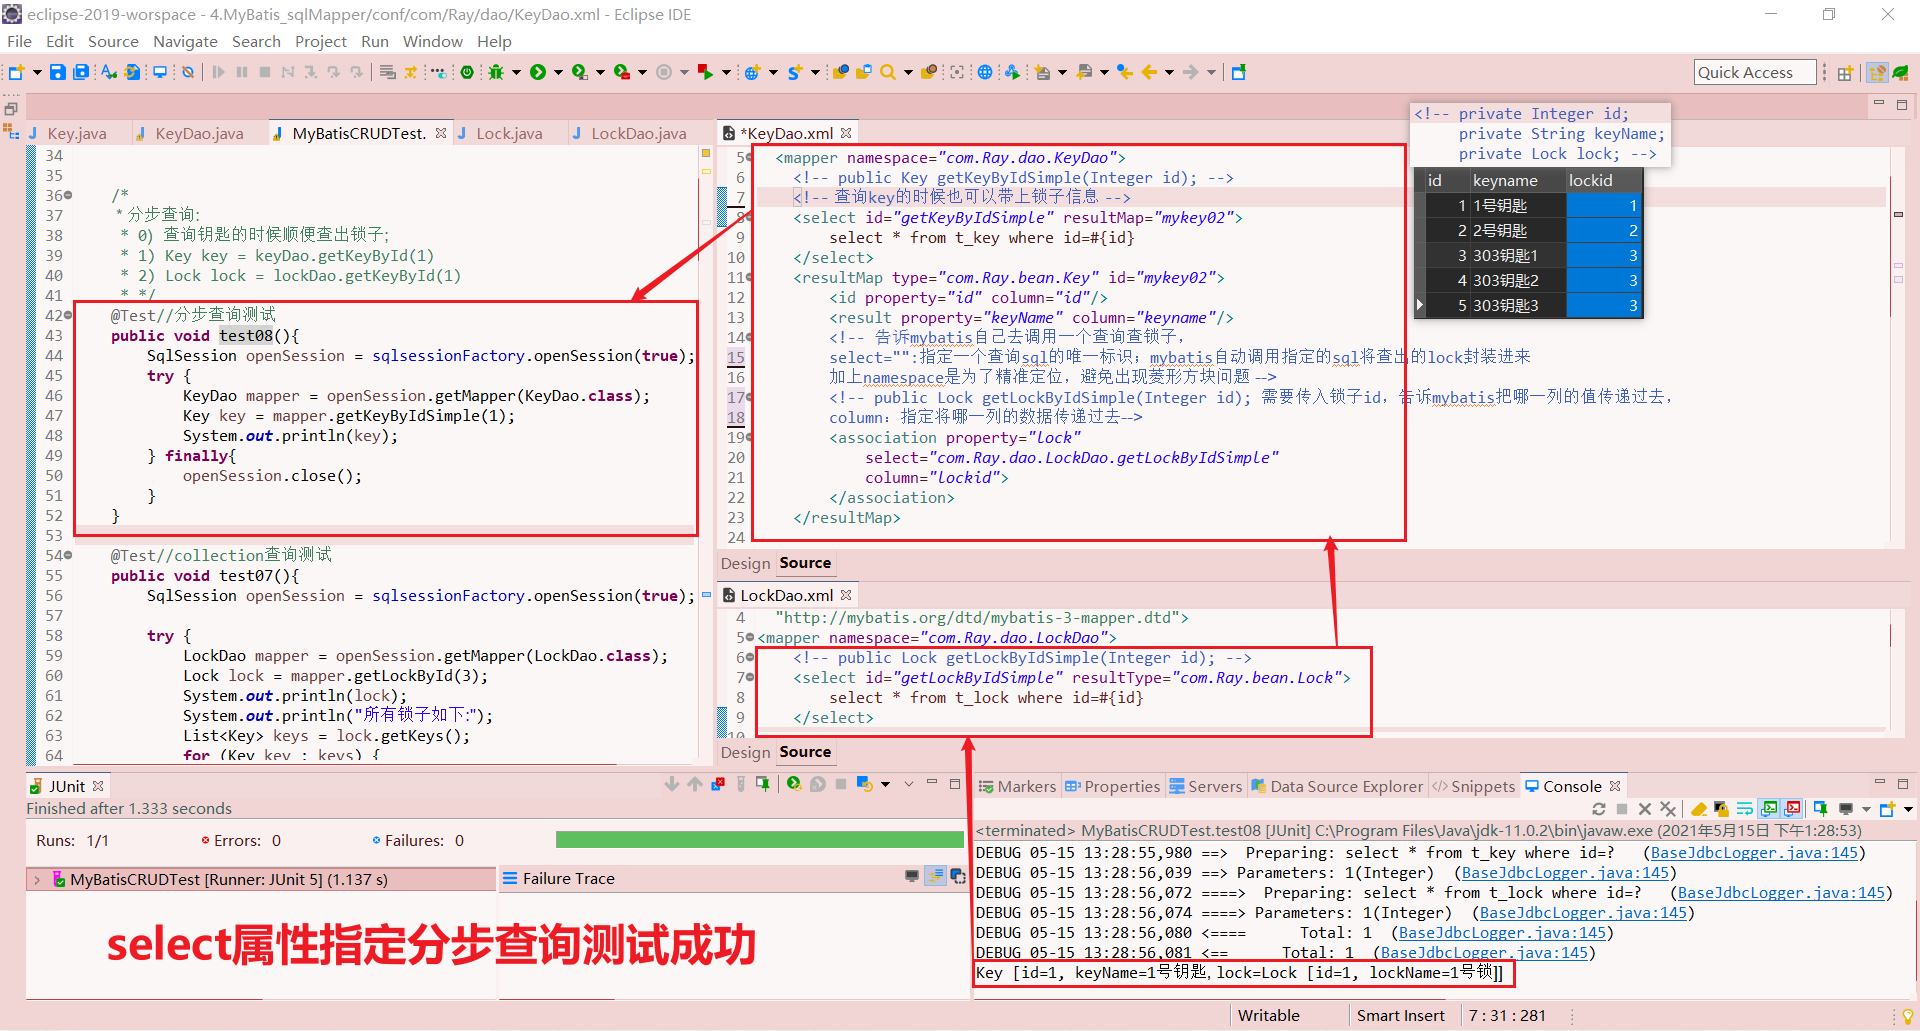 eclipse-2019-worspace - 4.MyBatis_sqlMapper/conf/com/Ray/dao/KeyDao.xml - Eclipse IDE
File Edit Source Navigate Search Project Run Window Help
Quick Access
Key.java KeyDao.java MyBatisCRUDTest. Lock.java LockDao.java
34
35
36 /*
37 * 分步查询:
38 * 0) 查询钥匙的时候顺便查出锁子;
39 * 1) Key key = keyDao.getKeyById(1)
40 * 2) Lock lock = lockDao.getKeyById(1)
41 * */
42 @Test//分步查询测试
43 public void test08(){
44 SqlSession openSession = sqlsessionFactory.openSession(true);
45 try {
46 KeyDao mapper = openSession.getMapper(KeyDao.class);
47 Key key = mapper.getKeyByIdSimple(1);
48 System.out.println(key);
49 } finally{
50 openSession.close();
51 }
52 }
53
54 @Test//collection查询测试
55 public void test07(){
56 SqlSession openSession = sqlsessionFactory.openSession(true);
57
58 try {
59 LockDao mapper = openSession.getMapper(LockDao.class);
60 Lock lock = mapper.getLockById(3);
61 System.out.println(lock);
62 System.out.println("所有锁子如下:");
63 List<Key> keys = lock.getKeys();
64 for (Key key : keys) {
*KeyDao.xml
5 <mapper namespace="com.Ray.dao.KeyDao">
6 <!-- public Key getKeyByIdSimple(Integer id); -->
7 <!-- 查询key的时候也可以带上锁子信息 -->
8 <select id="getKeyByIdSimple" resultMap="mykey02">
9 select * from t_key where id=#{id}
10 </select>
11 <resultMap type="com.Ray.bean.Key" id="mykey02">
12 <id property="id" column="id"/>
13 <result property="keyName" column="keyname"/>
14 <!-- 告诉mybatis自己去调用一个查询查锁子，
15 select="":指定一个查询sql的唯一标识；mybatis自动调用指定的sql将查出的lock封装进来
16 加上namespace是为了精准定位，避免出现菱形方块问题 -->
17 <!-- public Lock getLockByIdSimple(Integer id); 需要传入锁子id，告诉mybatis把哪一列的值传递过去，
18 column: 指定将哪一列的数据传递过去-->
19 <association property="lock"
20 select="com.Ray.dao.LockDao.getLockByIdSimple"
21 column="lockid">
22 </association>
23 </resultMap>
24
Design Source
<!-- private Integer id;
private String keyName;
private Lock lock; -->
id keyname lockid
1 1号钥匙 1
2 2号钥匙 2
3 303钥匙1 3
4 303钥匙2 3
5 303钥匙3 3
LockDao.xml
4 "http://mybatis.org/dtd/mybatis-3-mapper.dtd">
5 <mapper namespace="com.Ray.dao.LockDao">
6 <!-- public Lock getLockByIdSimple(Integer id); -->
7 <select id="getLockByIdSimple" resultType="com.Ray.bean.Lock">
8 select * from t_lock where id=#{id}
9 </select>
10
Design Source
JUnit
Finished after 1.333 seconds
Runs: 1/1 Errors: 0 Failures: 0
MyBatisCRUDTest [Runner: JUnit 5] (1.137 s)
Failure Trace
select属性指定分步查询测试成功
Markers Properties Servers Data Source Explorer Snippets Console
<terminated> MyBatisCRUDTest.test08 [JUnit] C:\Program Files\Java\jdk-11.0.2\bin\javaw.exe (2021年5月15日 下午1:28:53)
DEBUG 05-15 13:28:55,980 ==> Preparing: select * from t_key where id=? (BaseJdbcLogger.java:145)
DEBUG 05-15 13:28:56,039 ==> Parameters: 1(Integer) (BaseJdbcLogger.java:145)
DEBUG 05-15 13:28:56,072 ====> Preparing: select * from t_lock where id=? (BaseJdbcLogger.java:145)
DEBUG 05-15 13:28:56,074 ====> Parameters: 1(Integer) (BaseJdbcLogger.java:145)
DEBUG 05-15 13:28:56,080 <==== Total: 1 (BaseJdbcLogger.java:145)
DEBUG 05-15 13:28:56,081 <== Total: 1 (BaseJdbcLogger.java:145)
Key [id=1, keyName=1号钥匙, lock=Lock [id=1, lockName=1号锁]]
Writable Smart Insert 7 : 31 : 281